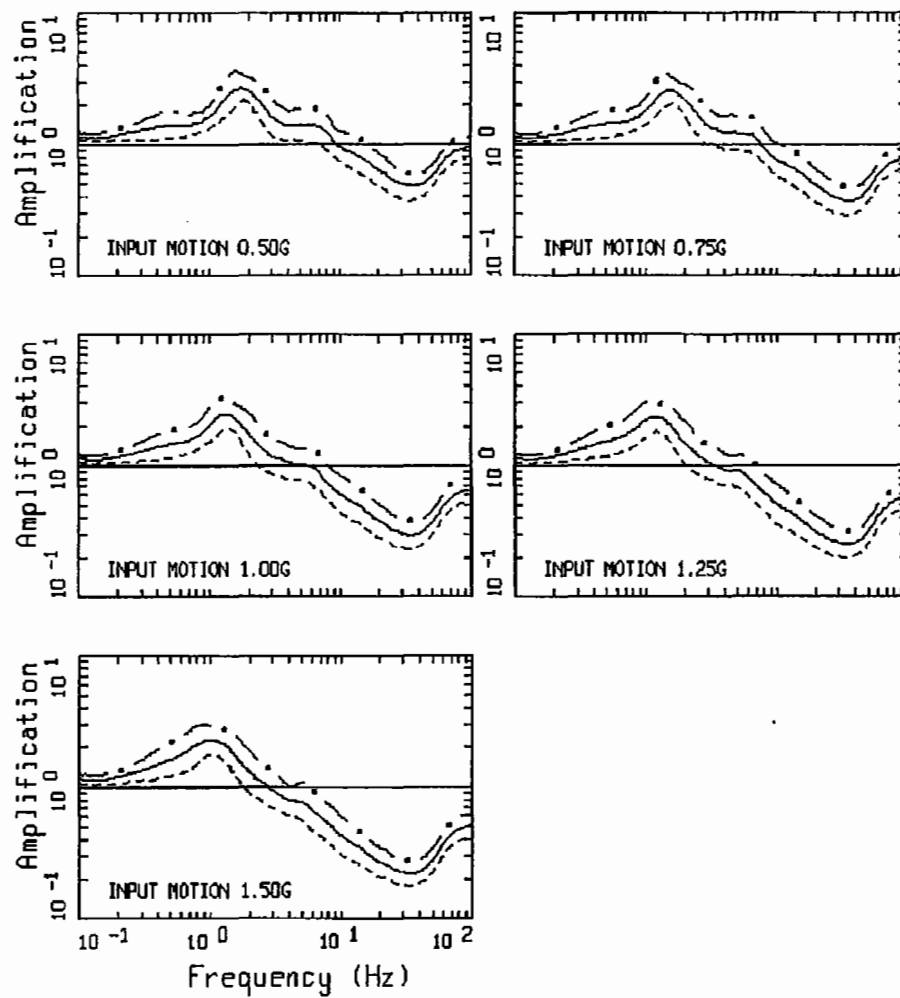 Amplification
10 1
10 0
10 -1
INPUT MOTION 0.50G
10 1
10 0
10 -1
INPUT MOTION 0.75G
Amplification
10 1
10 0
10 -1
INPUT MOTION 1.00G
10 1
10 0
10 -1
INPUT MOTION 1.25G
Amplification
10 1
10 0
10 -1
INPUT MOTION 1.50G
10 -1 10 0 10 1 10 2
Frequency (Hz)